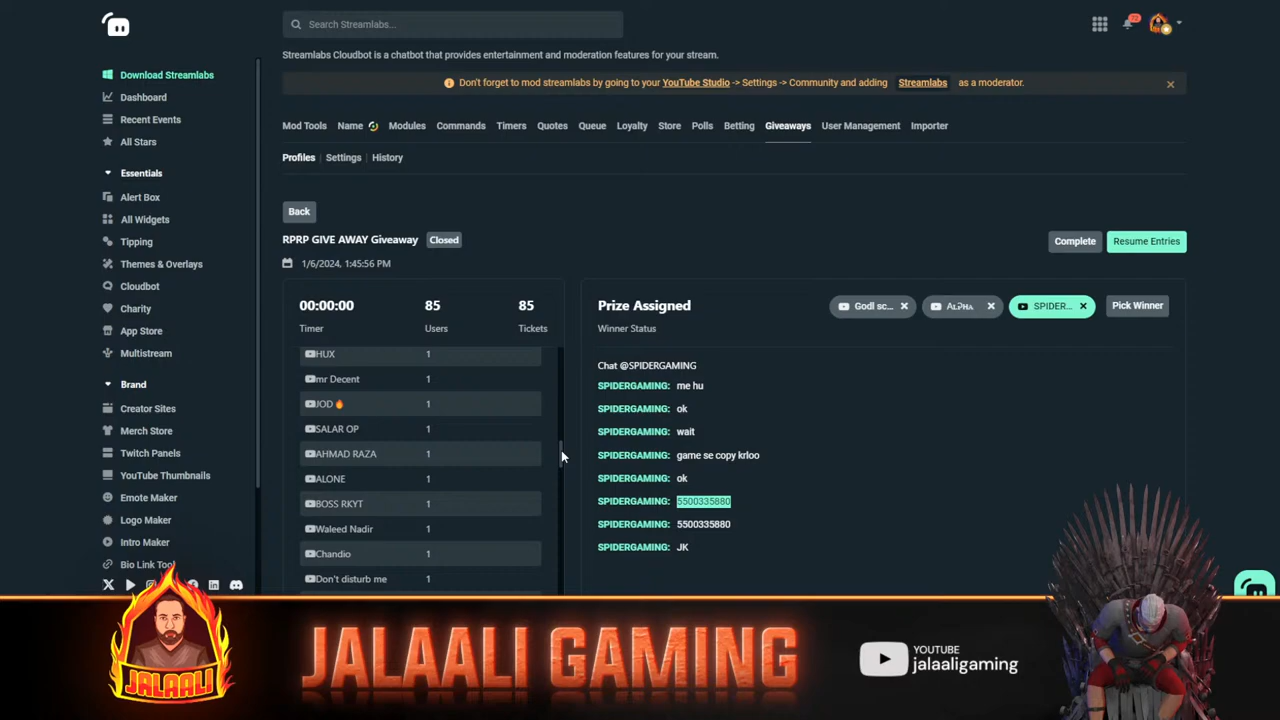 Search Streamlabs...
Streamlabs Cloudbot is a chatbot that provides entertainment and moderation features for your stream.
Don't forget to mod streamlabs by going to your YouTube Studio -> Settings -> Community and adding Streamlabs as a moderator.
Download Streamlabs
Dashboard
Recent Events
All Stars
Essentials
Alert Box
All Widgets
Tipping
Themes & Overlays
Cloudbot
Charity
App Store
Multistream
Brand
Creator Sites
Merch Store
Twitch Panels
YouTube Thumbnails
Emote Maker
Logo Maker
Intro Maker
Bio Link Tool
Mod Tools Name Modules Commands Timers Quotes Queue Loyalty Store Polls Betting Giveaways User Management Importer
Profiles Settings History
Back
RPRP GIVE AWAY Giveaway Closed
Complete Resume Entries
1/6/2024, 1:45:56 PM
00:00:00 85 85
Timer Users Tickets
HUX 1
mr Decent 1
JOD🔥 1
SALAR OP 1
AHMAD RAZA 1
ALONE 1
BOSS RKYT 1
Waleed Nadir 1
Chandio 1
Don't disturb me 1
Prize Assigned
Godl sc... SPIDER... Pick Winner
Winner Status
Chat @SPIDERGAMING
SPIDERGAMING: me hu
SPIDERGAMING: ok
SPIDERGAMING: wait
SPIDERGAMING: game se copy krloo
SPIDERGAMING: ok
SPIDERGAMING: 5500335880
SPIDERGAMING: 5500335880
SPIDERGAMING: JK
JALAALI
JALAALI GAMING
YOUTUBE
jalaaligaming